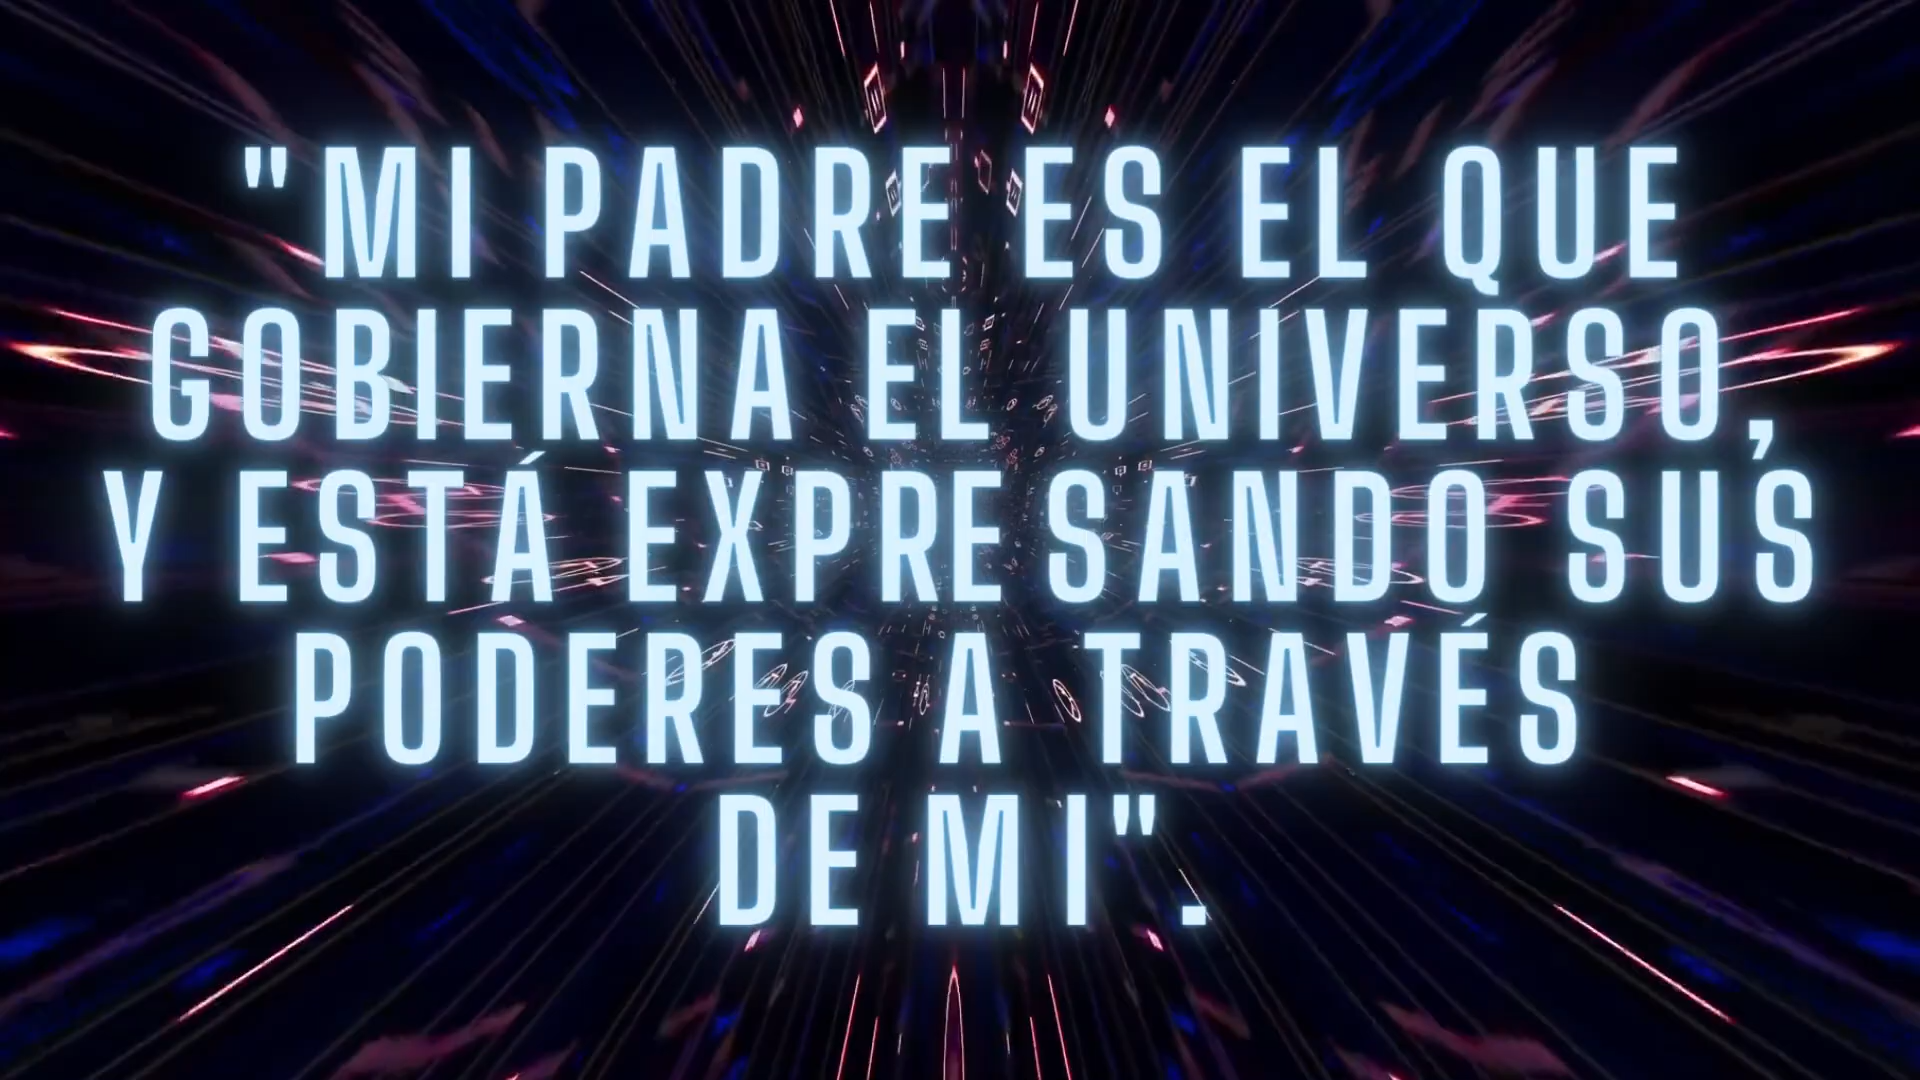 "MI PADRE ES EL QUE
GOBIERNA EL UNIVERSO,
Y ESTÁ EXPRESANDO SUS
PODERES A TRAVÉS
DE MI".